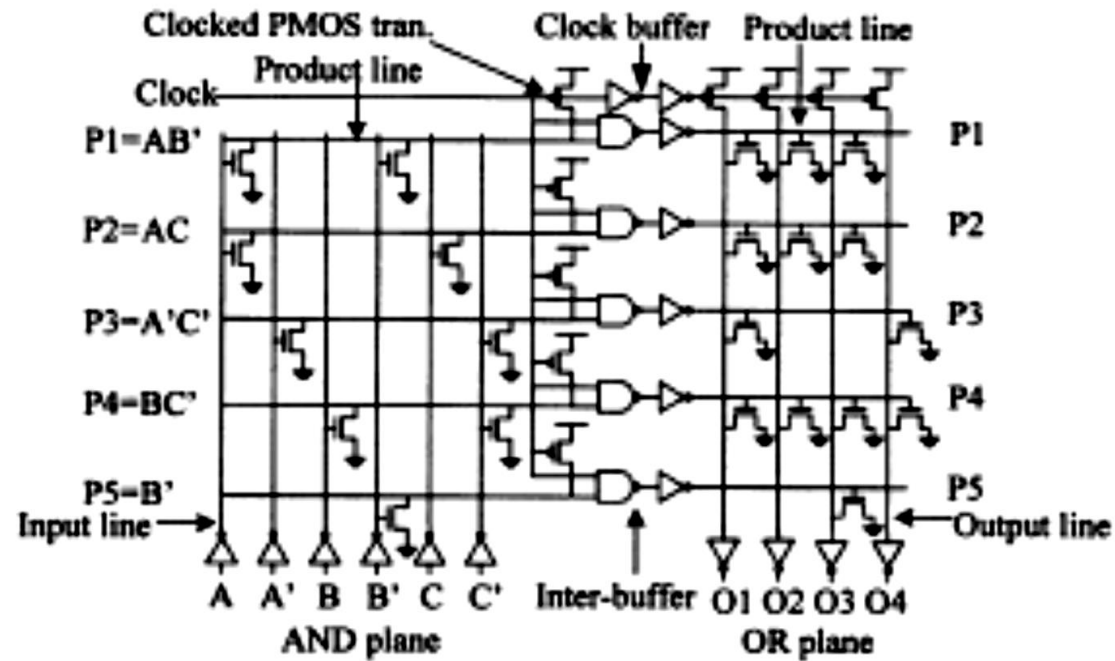 Clocked PMOS tran. Clock buffer Product line
Product line
Clock
P1=AB' P1
P2=AC P2
P3=A'C' P3
P4=BC' P4
P5=B' P5
Input line Output line
A A' B B' C C' Inter-buffer O1 O2 O3 O4
AND plane OR plane